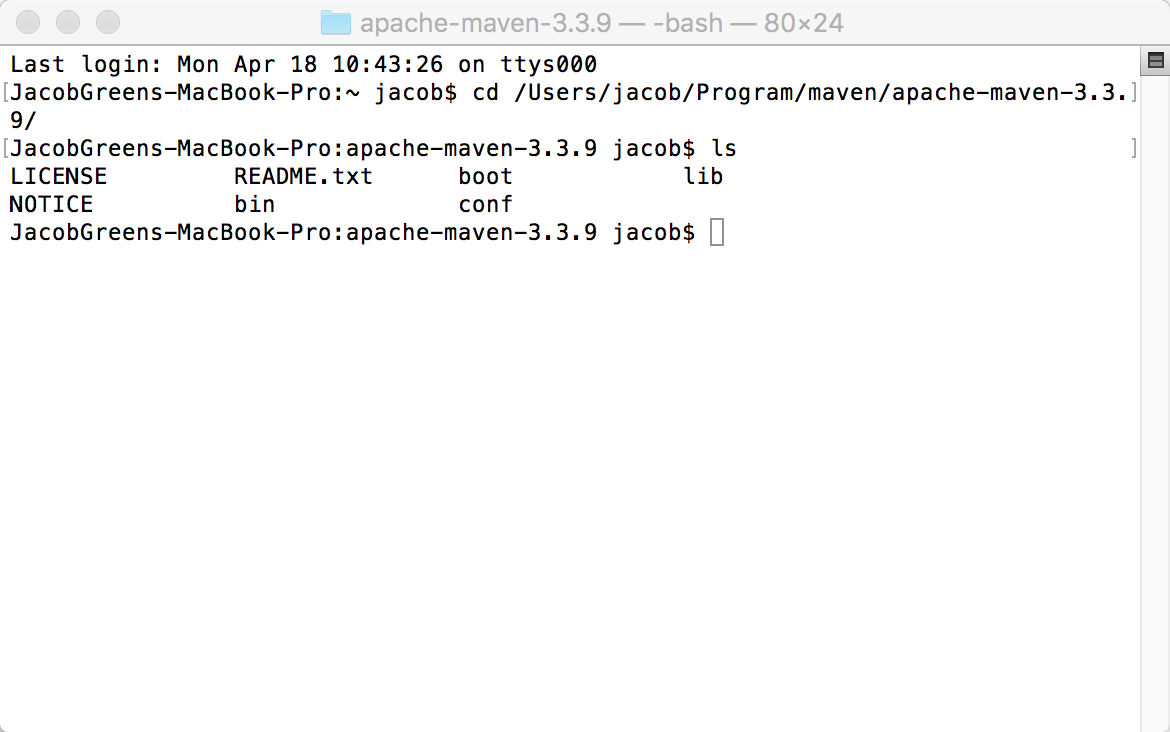 apache-maven-3.3.9 — -bash — 80×24
Last login: Mon Apr 18 10:43:26 on ttys000
[JacobGreens-MacBook-Pro:~ jacob$ cd /Users/jacob/Program/maven/apache-maven-3.3.]
9/
[JacobGreens-MacBook-Pro:apache-maven-3.3.9 jacob$ ls ]
LICENSE README.txt boot lib
NOTICE bin conf
JacobGreens-MacBook-Pro:apache-maven-3.3.9 jacob$